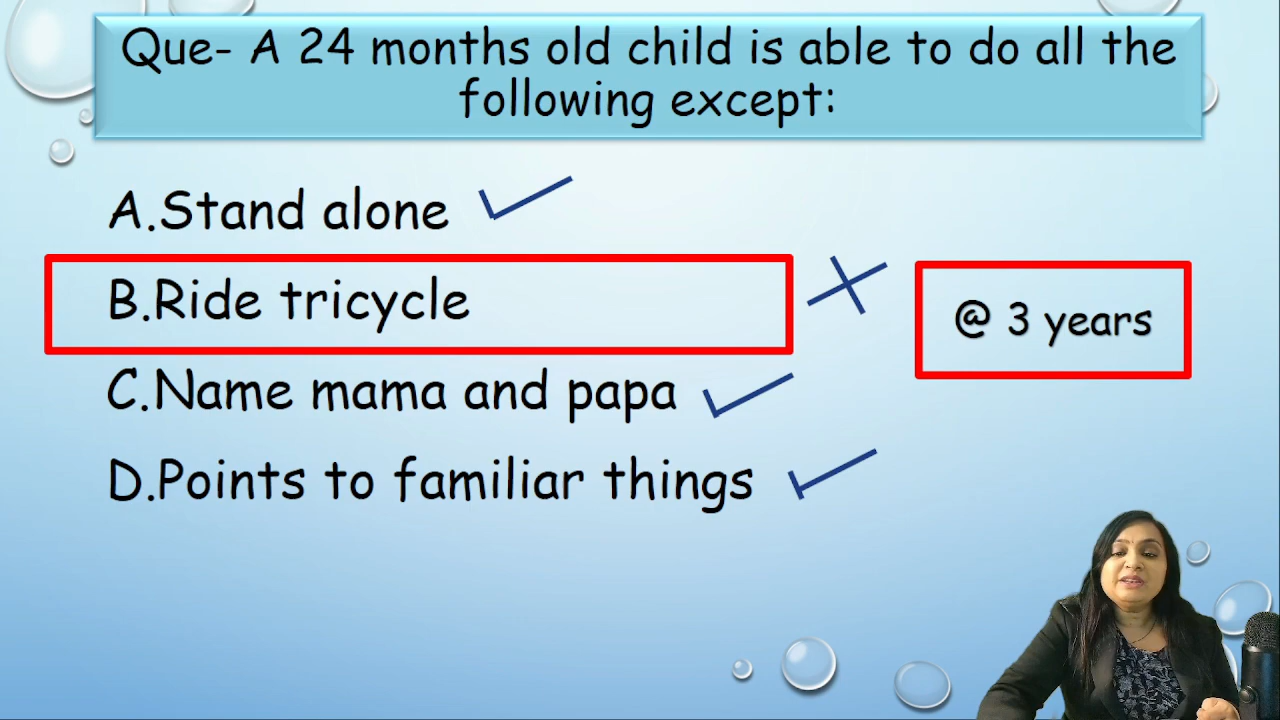 Que- A 24 months old child is able to do all the
following except:
A.Stand alone
B.Ride tricycle
@ 3 years
C.Name mama and papa
D.Points to familiar things